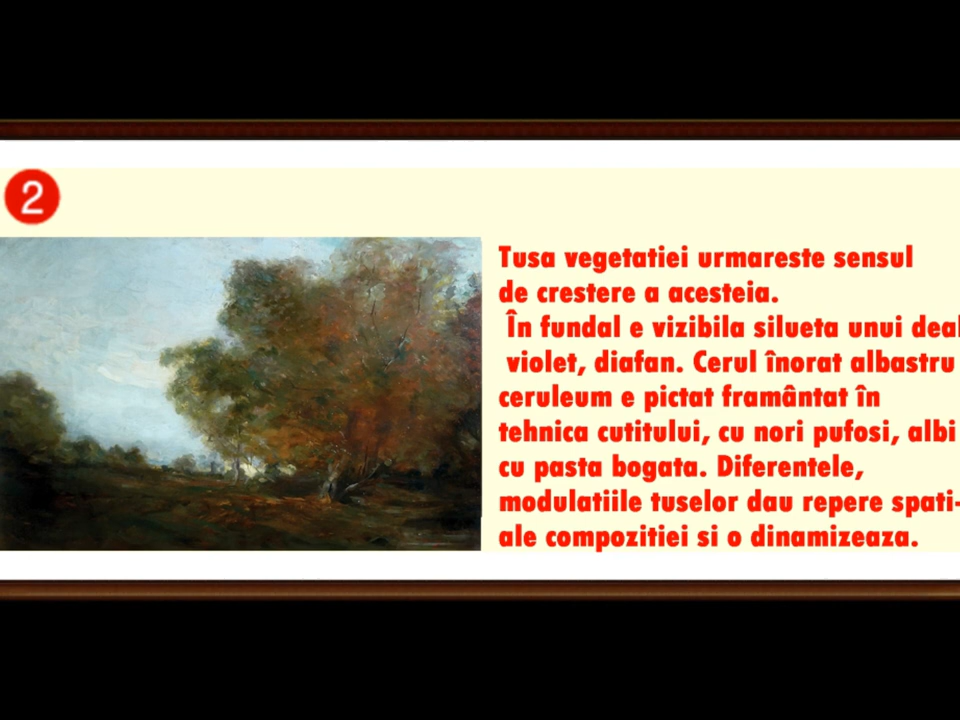 2
Tusa vegetatiei urmareste sensul
de crestere a acesteia.
În fundal e vizibila silueta unui deal
violet, diafan. Cerul înorat albastru
ceruleum e pictat framântat în
tehnica cutitului, cu nori pufosi, albi
cu pasta bogata. Diferentele,
modulatiile tuselor dau repere spati-
ale compozitiei si o dinamizeaza.